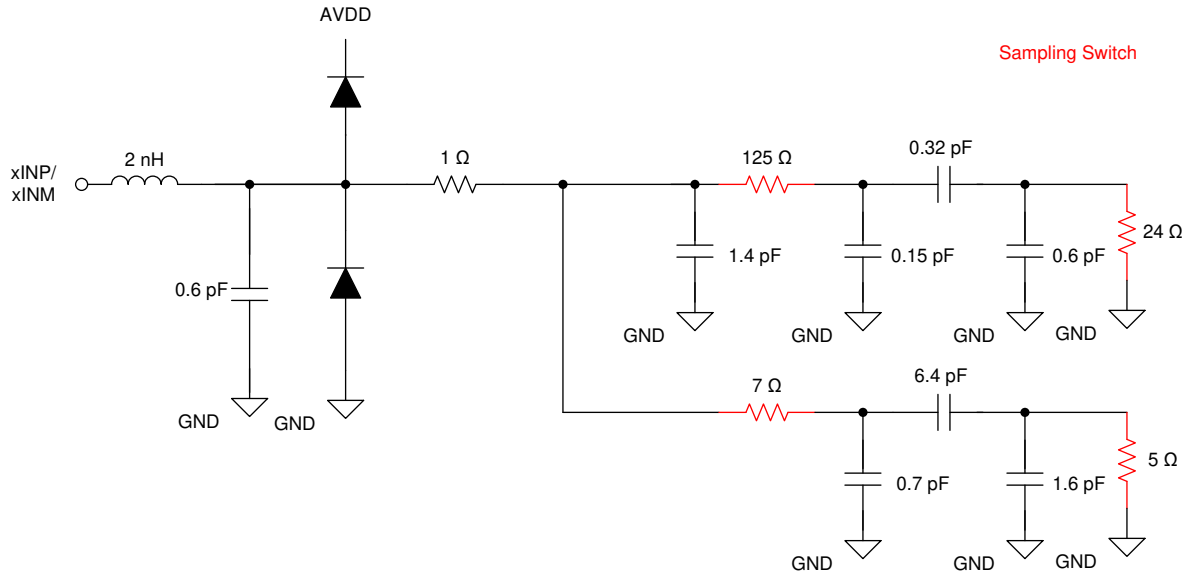 AVDD
Sampling Switch
xINP/
xINM
2 nH
1 Ω
125 Ω
0.32 pF
0.6 pF
1.4 pF
0.15 pF
0.6 pF
24 Ω
GND
GND
GND
GND
GND
GND
7 Ω
6.4 pF
0.7 pF
1.6 pF
5 Ω
GND
GND
GND